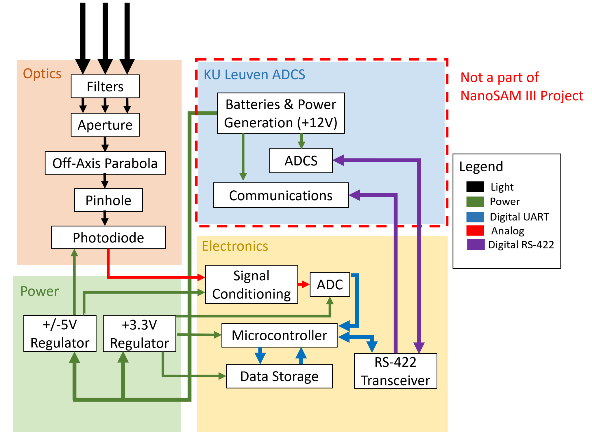 Optics
Filters
Aperture
Off-Axis Parabola
Pinhole
Photodiode
KU Leuven ADCS
Batteries & Power
Generation (+12V)
ADCS
Communications
Not a part of
NanoSAM III Project
Legend
Light
Power
Digital UART
Analog
Digital RS-422
Electronics
Signal
Conditioning
ADC
Microcontroller
Data Storage
RS-422
Transceiver
Power
+/-5V
Regulator
+3.3V
Regulator